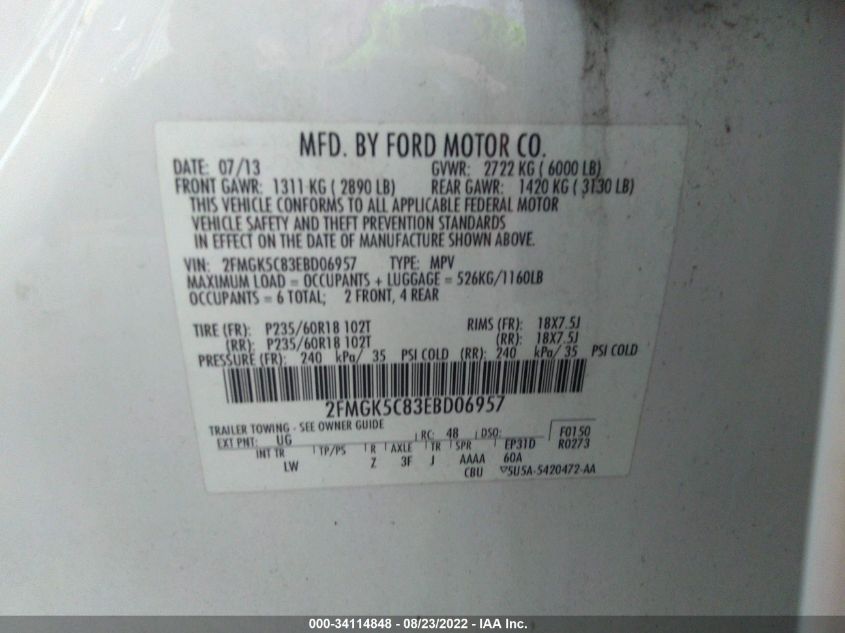 MFD. BY FORD MOTOR CO.
DATE: 07/13 GVWR: 2722 KG ( 6000 LB)
FRONT GAWR: 1311 KG ( 2890 LB) REAR GAWR: 1420 KG ( 3130 LB)
THIS VEHICLE CONFORMS TO ALL APPLICABLE FEDERAL MOTOR
VEHICLE SAFETY AND THEFT PREVENTION STANDARDS
IN EFFECT ON THE DATE OF MANUFACTURE SHOWN ABOVE.
VIN: 2FMGK5C83EBD06957 TYPE: MPV
MAXIMUM LOAD = OCCUPANTS + LUGGAGE = 526KG/1160LB
OCCUPANTS = 6 TOTAL; 2 FRONT, 4 REAR
TIRE (FR): P235/60R18 102T RIMS (FR): 18X7.5J
(RR): P235/60R18 102T (RR): 18X7.5J
PRESSURE (FR): 240 kPa/ 35 PSI COLD (RR): 240 kPa/ 35 PSI COLD
2FMGK5C83EBD06957
TRAILER TOWING - SEE OWNER GUIDE
EXT PNT: UG RC: 48 DSO: F0150
INT TR TP/PS R AXLE TR SPR EP31D R0273
LW Z 3F J AAAA 60A
CBU 5U5A-5420472-AA
000-34114848 - 08/23/2022 - IAA Inc.